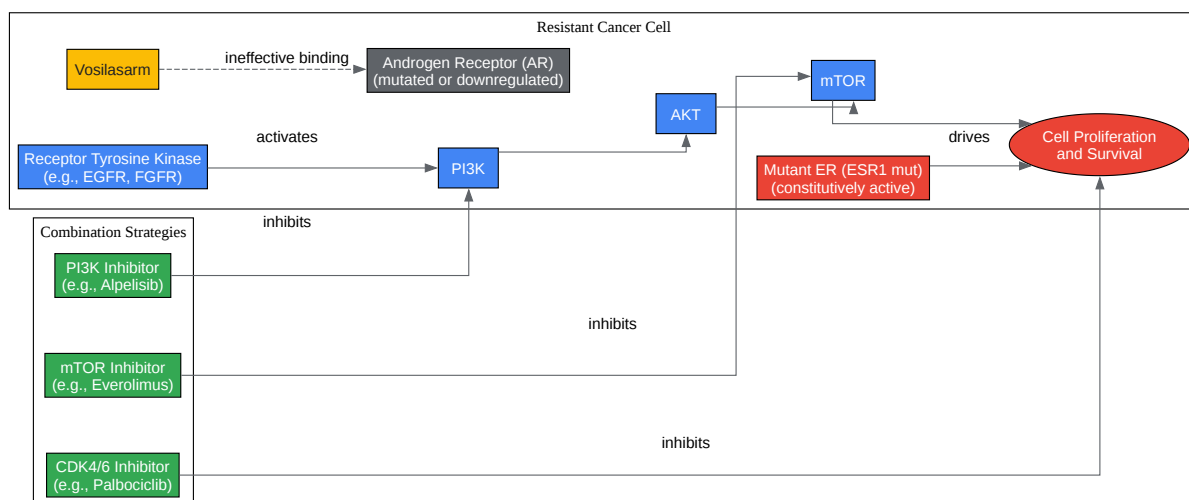 Resistant Cancer Cell
Vosilasarm
ineffective binding
Androgen Receptor (AR)
(mutated or downregulated)
mTOR
AKT
activates
drives
Cell Proliferation
and Survival
Receptor Tyrosine Kinase
(e.g., EGFR, FGFR)
PI3K
Mutant ER (ESR1 mut)
(constitutively active)
inhibits
Combination Strategies
PI3K Inhibitor
(e.g., Alpelisib)
inhibits
mTOR Inhibitor
(e.g., Everolimus)
inhibits
CDK4/6 Inhibitor
(e.g., Palbociclib)